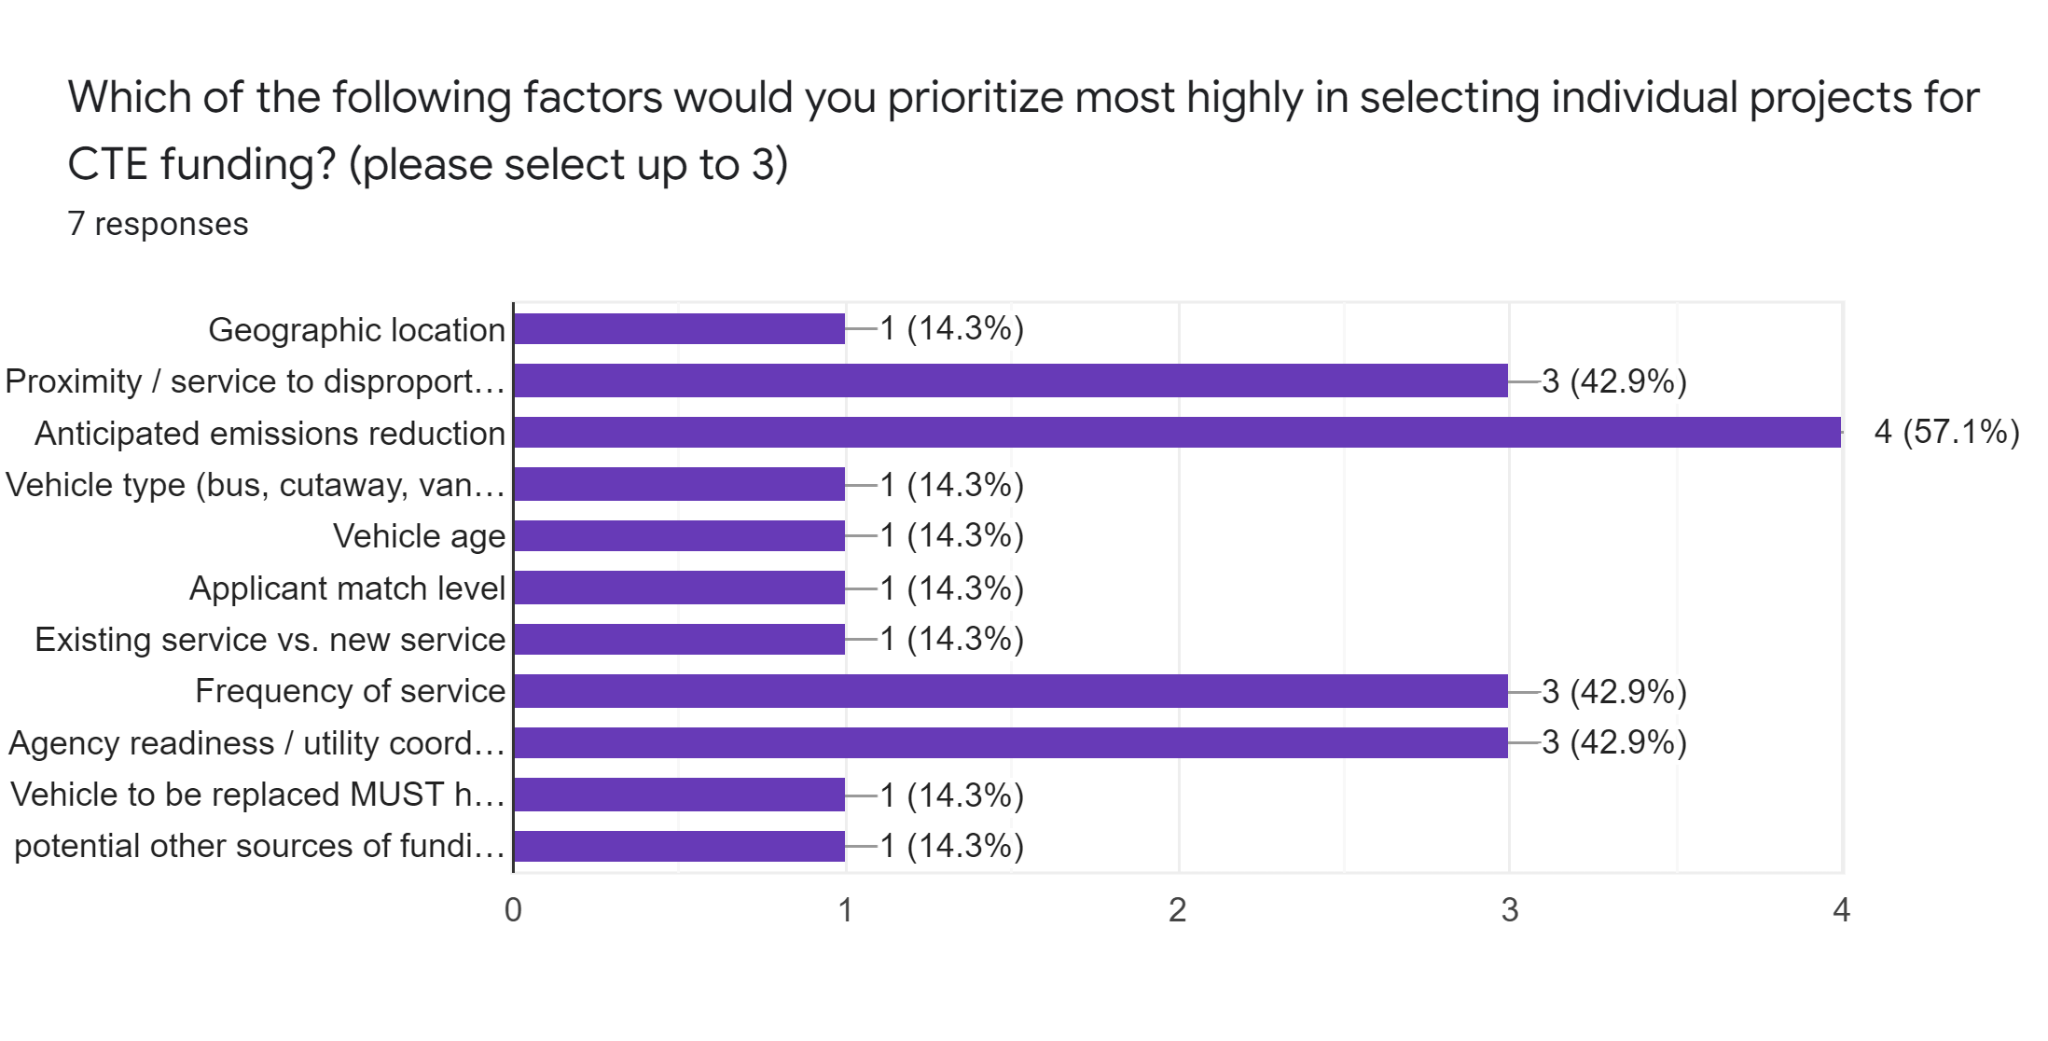 Which of the following factors would you prioritize most highly in selecting individual projects for
CTE funding? (please select up to 3)
7 responses
Geographic location 1 (14.3%)
Proximity / service to disproport… 3 (42.9%)
Anticipated emissions reduction 4 (57.1%)
Vehicle type (bus, cutaway, van… 1 (14.3%)
Vehicle age 1 (14.3%)
Applicant match level 1 (14.3%)
Existing service vs. new service 1 (14.3%)
Frequency of service 3 (42.9%)
Agency readiness / utility coord… 3 (42.9%)
Vehicle to be replaced MUST h… 1 (14.3%)
potential other sources of fundi… 1 (14.3%)
0 1 2 3 4